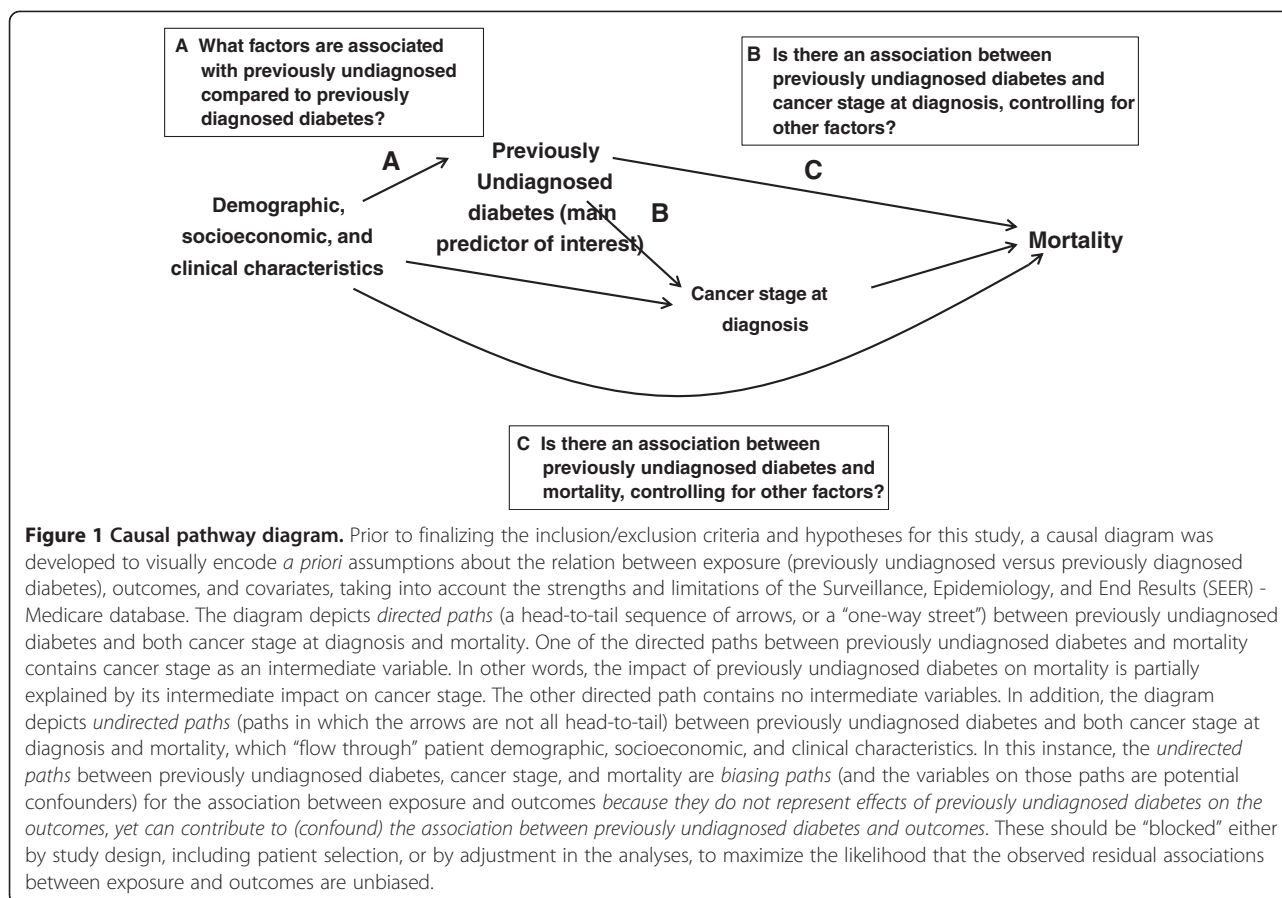 A What factors are associated
with previously undiagnosed
compared to previously
diagnosed diabetes?
B Is there an association between
previously undiagnosed diabetes and
cancer stage at diagnosis, controlling for
other factors?
A
Previously
Undiagnosed
diabetes (main
predictor of interest)
B
C
Demographic,
socioeconomic, and
clinical characteristics
Mortality
Cancer stage at
diagnosis
C Is there an association between
previously undiagnosed diabetes and
mortality, controlling for other factors?
Figure 1 Causal pathway diagram. Prior to finalizing the inclusion/exclusion criteria and hypotheses for this study, a causal diagram was
developed to visually encode a priori assumptions about the relation between exposure (previously undiagnosed versus previously diagnosed
diabetes), outcomes, and covariates, taking into account the strengths and limitations of the Surveillance, Epidemiology, and End Results (SEER) -
Medicare database. The diagram depicts directed paths (a head-to-tail sequence of arrows, or a “one-way street”) between previously undiagnosed
diabetes and both cancer stage at diagnosis and mortality. One of the directed paths between previously undiagnosed diabetes and mortality
contains cancer stage as an intermediate variable. In other words, the impact of previously undiagnosed diabetes on mortality is partially
explained by its intermediate impact on cancer stage. The other directed path contains no intermediate variables. In addition, the diagram
depicts undirected paths (paths in which the arrows are not all head-to-tail) between previously undiagnosed diabetes and both cancer stage at
diagnosis and mortality, which “flow through” patient demographic, socioeconomic, and clinical characteristics. In this instance, the undirected
paths between previously undiagnosed diabetes, cancer stage, and mortality are biasing paths (and the variables on those paths are potential
confounders) for the association between exposure and outcomes because they do not represent effects of previously undiagnosed diabetes on the
outcomes, yet can contribute to (confound) the association between previously undiagnosed diabetes and outcomes. These should be “blocked” either
by study design, including patient selection, or by adjustment in the analyses, to maximize the likelihood that the observed residual associations
between exposure and outcomes are unbiased.